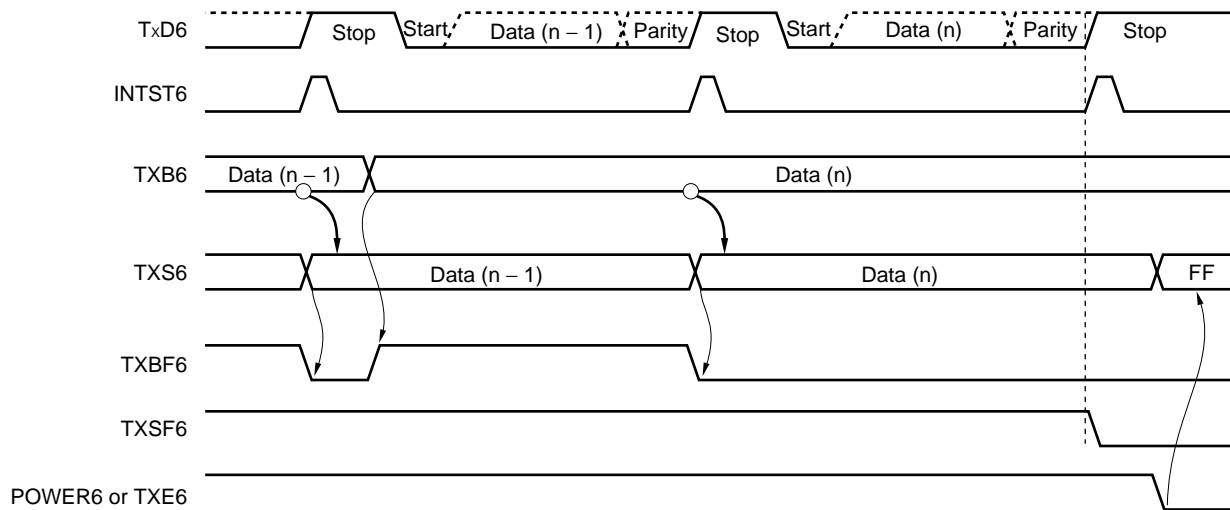 TxD6 Stop Start Data (n – 1) Parity Stop Start Data (n) Parity Stop
INTST6
TXB6 Data (n – 1) Data (n)
TXS6 Data (n – 1) Data (n) FF
TXBF6
TXSF6
POWER6 or TXE6